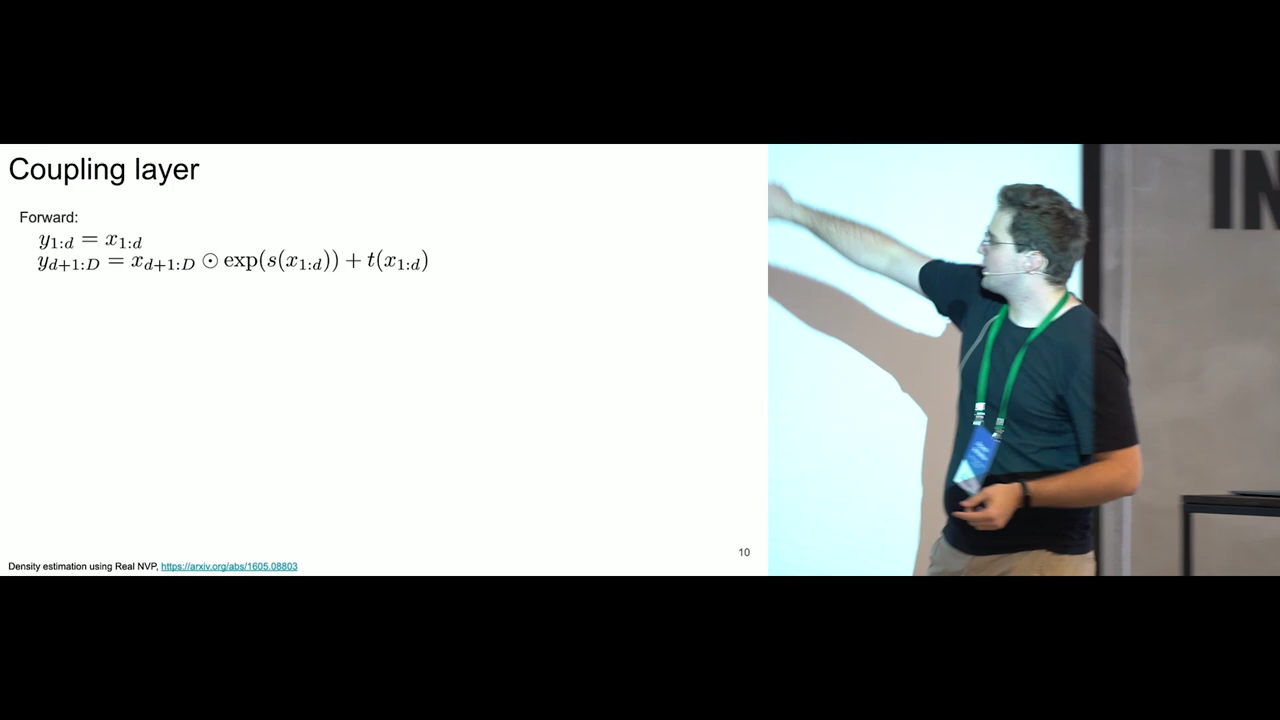 Coupling layer
Forward:
y_{1:d} = x_{1:d}
y_{d+1:D} = x_{d+1:D} ⊙ exp(s(x_{1:d})) + t(x_{1:d})
10
Density estimation using Real NVP, https://arxiv.org/abs/1605.08803
IN